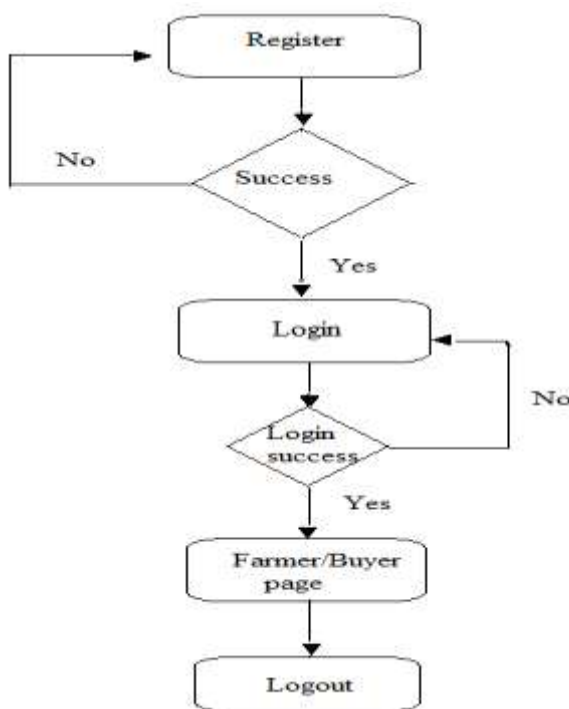 Register
No
Success
Yes
Login
No
Login
success
Yes
Farmer/Buyer
page
Logout